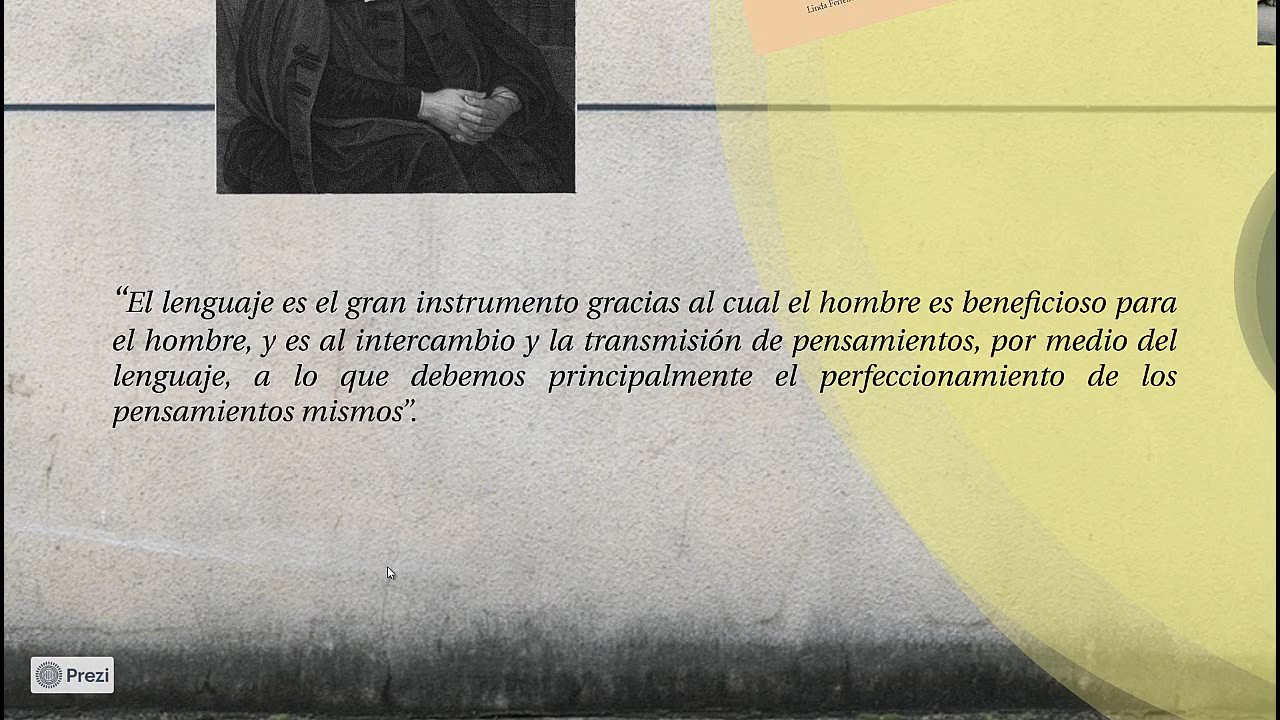 Linda
“El lenguaje es el gran instrumento gracias al cual el hombre es beneficioso para
el hombre, y es al intercambio y la transmisión de pensamientos, por medio del
lenguaje, a lo que debemos principalmente el perfeccionamiento de los
pensamientos mismos”.
Prezi